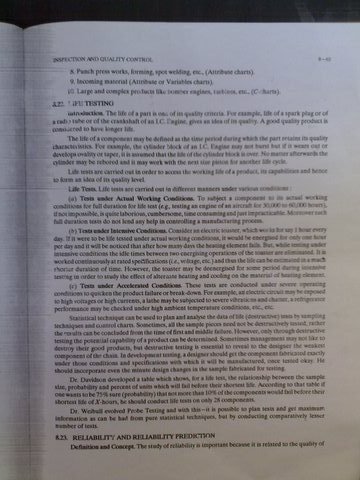 INSPECTION AND QUALITY CONTROL
8. Punch press works, forming, spot welding, etc., (Attribute charts).
9. Incoming material (Attribute or Variables charts).
10. Large and complex products like bomber engines, turbines, etc., (C-charts).
8.22. LIFE TESTING
Introduction. The life of a part is one of its quality criteria. For example, life of a spark plug or of
a radio tube or of the crankshaft of an I.C. Engine, gives an idea of its quality. A good quality product is
considered to have longer life.
The life of a component may be defined as the time period during which the part retains its quality
characteristics. For example, the cylinder block of an I.C. Engine may not burst but if it wears out or
develops ovality or taper, it is assumed that the life of the cylinder block is over. No matter afterwards the
cylinder may be rebored and it may work with the next size piston for another life cycle.
Life tests are carried out in order to access the working life of a product, its capabilities and hence
to form an idea of its quality level.
Life Tests. Life tests are carried out in different manners under various conditions :
(a) Tests under Actual Working Conditions. To subject a component to its actual working
conditions for full duration for life test (e.g., testing an engine of an aircraft for 30,000 to 60,000 hours),
if not impossible, is quite laborious, cumbersome, time consuming and just impracticable. Moreover such
full duration tests do not lend any help in controlling a manufacturing process.
(b) Tests under Intensive Conditions. Consider an electric toaster, which works for say 1 hour every
day. If it were to be life tested under actual working conditions, it would be energised for only one hour
per day and it will be noticed that after how many days the heating element fails. But, while testing under
intensive conditions the idle times between two energising operations of the toaster are eliminated. It is
worked continuously at rated specifications (i.e., voltage, etc.) and thus the life can be estimated in a much
shorter duration of time. However, the toaster may be deenergised for some period during intensive
testing in order to study the effect of alternate heating and cooling on the material of heating element.
(c) Tests under Accelerated Conditions. These tests are conducted under severe operating
conditions to quicken the product failure or break-down. For example, an electric circuit may be exposed
to high voltages or high currents, a lathe may be subjected to severe vibrations and chatter, a refrigerator
performance may be checked under high ambient temperature conditions, etc., etc.
Statistical technique can be used to plan and analyse the data of life (destructive) tests by sampling
techniques and control charts. Sometimes, all the sample pieces need not be destructively tested, rather
the results can be concluded from the time of first and middle failure. However, only through destructive
testing the potential capability of a product can be determined. Sometimes management may not like to
destroy their good products, but destructive testing is essential to reveal to the designer the weakest
component of the chain. In development testing, a designer should get the component fabricated exactly
under those conditions and specifications with which it will be manufactured, once tested okay. He
should incorporate even the minute design changes in the sample fabricated for testing.
Dr. Davidson developed a table which shows, for a life test, the relationship between the sample
size, probability and percent of units which will fail before their shortest life. According to that table if
one wants to be 75% sure (probability) that not more than 10% of the components would fail before their
shortest life of X-hours, he should conduct life tests on only 28 components.
Dr. Weibull evolved Probe Testing and with this—it is possible to plan tests and get maximum
information as can be had from pure statistical techniques, but by conducting comparatively lesser
number of tests.
8.23. RELIABILITY AND RELIABILITY PREDICTION
Definition and Concept. The study of reliability is important because it is related to the quality of